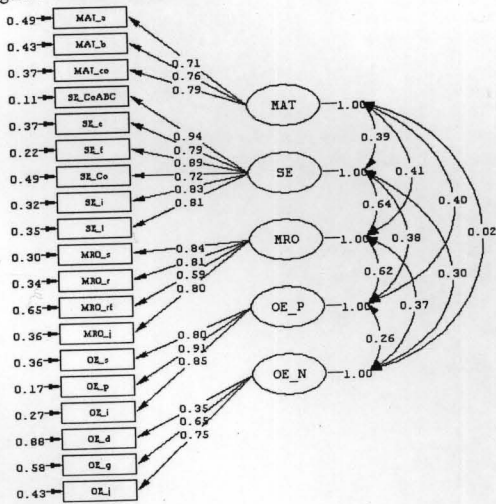 0.49 MAT_a
0.43 MAT_b
0.37 MAT_co
0.11 SE_CoABC
0.37 SE_e
0.22 SE_f
0.49 SE_Co
0.32 SE_i
0.35 SE_l
0.30 MRO_s
0.34 MRO_r
0.65 MRO_rf
0.36 MRO_j
0.36 OE_s
0.17 OE_p
0.27 OE_i
0.88 OE_d
0.58 OE_g
0.43 OE_j
0.71
0.76
0.79
0.94
0.79
0.89
0.72
0.83
0.81
0.84
0.81
0.59
0.80
0.80
0.91
0.85
0.35
0.65
0.75
MAT 1.00
SE 1.00
MRO 1.00
OE_P 1.00
OE_N 1.00
0.39
0.41
0.40
0.02
0.64
0.38
0.30
0.62
0.37
0.26